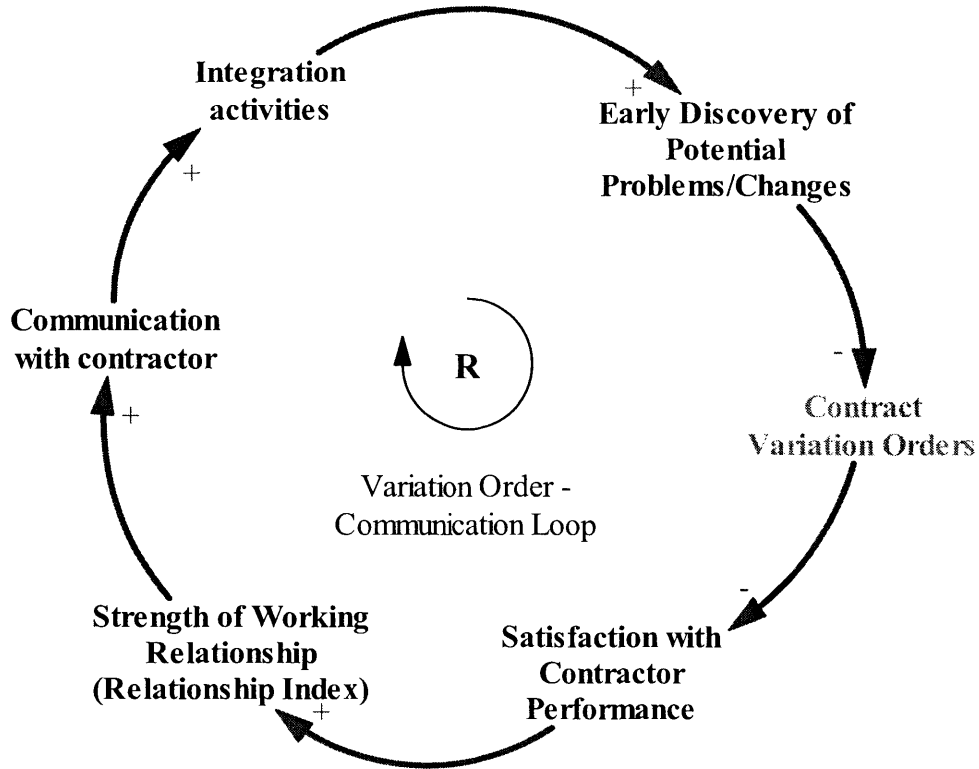 Integration
activities
+
Early Discovery of
Potential
Problems/Changes
-
Contract
Variation Orders
-
Satisfaction with
Contractor
Performance
+
Strength of Working
Relationship
(Relationship Index)
+
Communication
with contractor
+
R
Variation Order -
Communication Loop